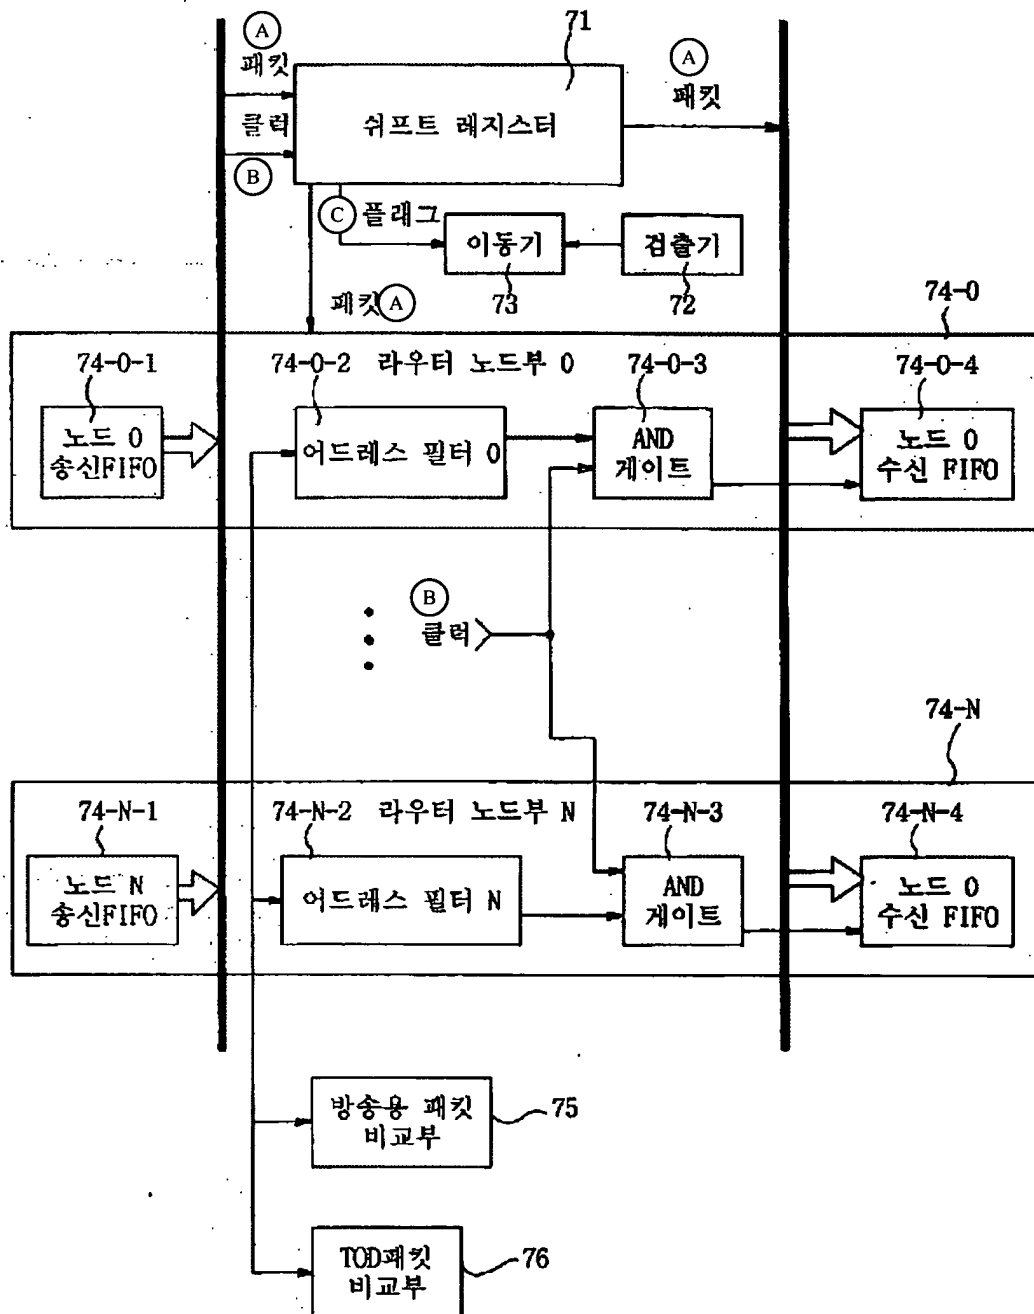 71
A
패킷
A
패킷
클럭
B
쉬프트 레지스터
C 플래그
이동기
검출기
73
72
패킷 A
74-0
74-0-1
74-0-2 라우터 노드부 0
74-0-3
74-0-4
노드 0
송신FIFO
어드레스 필터 0
AND
게이트
노드 0
수신 FIFO
B
클럭
74-N
74-N-1
74-N-2 라우터 노드부 N
74-N-3
74-N-4
노드 N
송신FIFO
어드레스 필터 N
AND
게이트
노드 0
수신 FIFO
방송용 패킷
비교부
75
TOD패킷
비교부
76